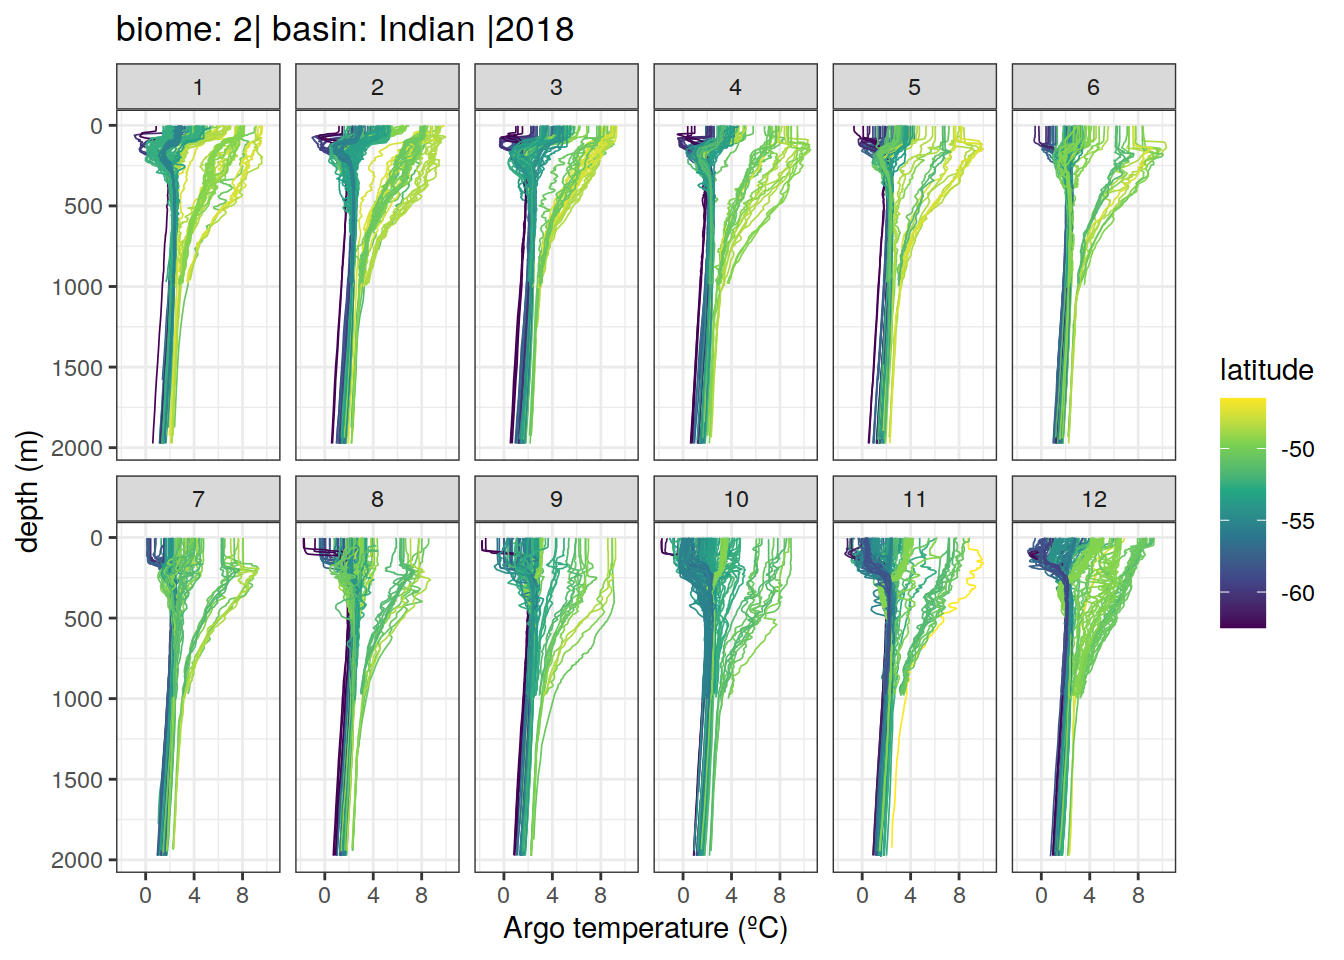 biome: 2| basin: Indian |2018
1 2 3 4 5 6
0
500
1000
1500
2000
7 8 9 10 11 12
0
500
1000
1500
2000
0 4 8 0 4 8 0 4 8 0 4 8 0 4 8 0 4 8
Argo temperature (ºC)
depth (m)
latitude
-50
-55
-60